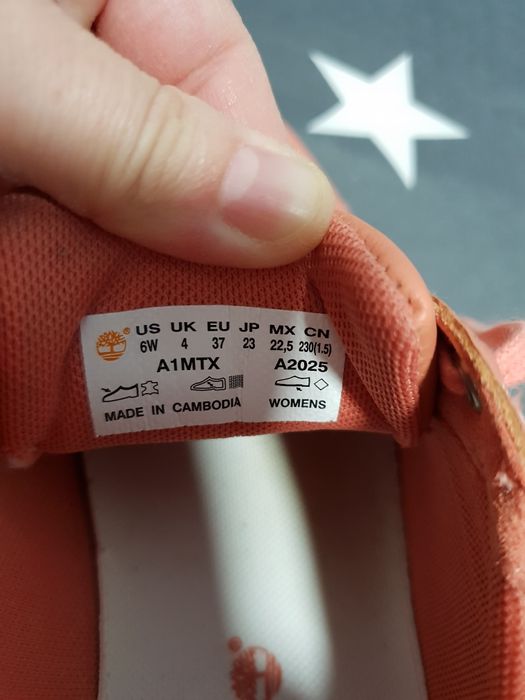 ® US UK EU JP MX CN
6W 4 37 23 22,5 230(1.5)
A1MTX A2025
MADE IN CAMBODIA WOMENS